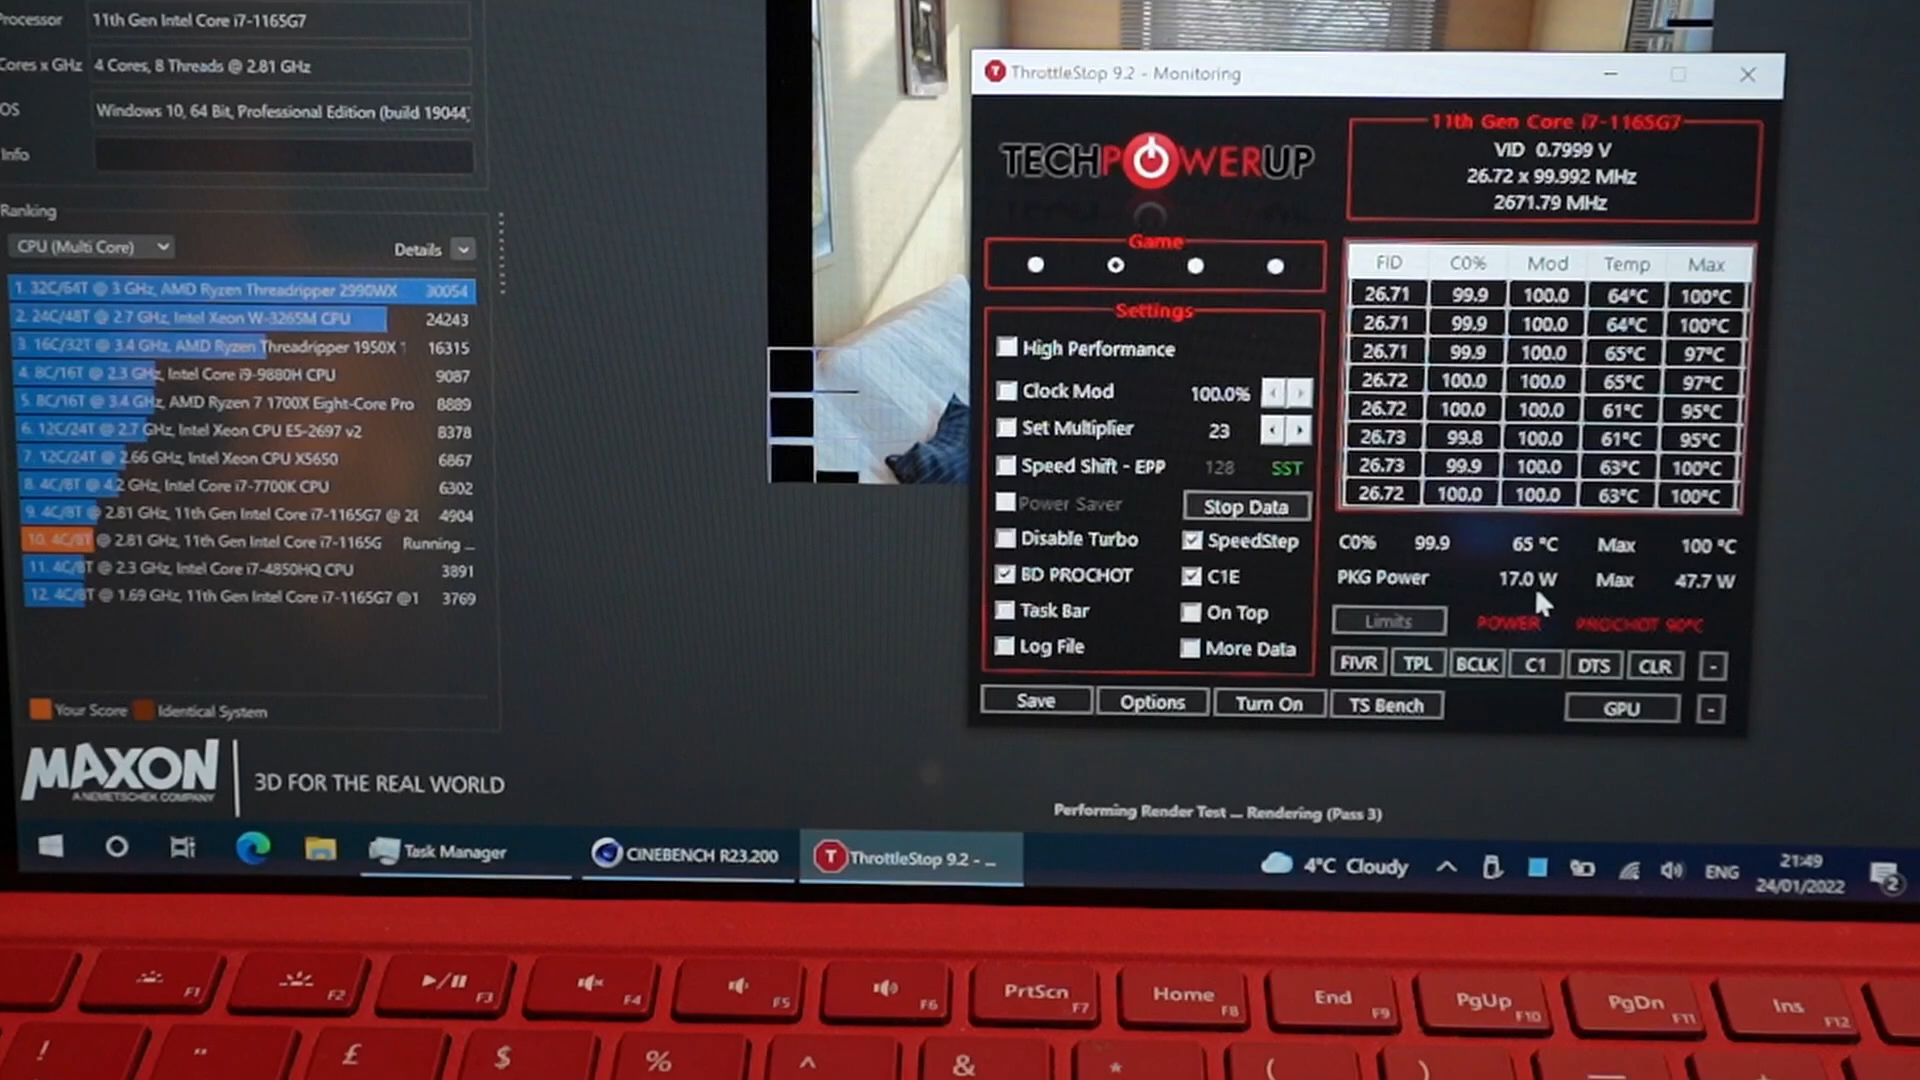 Processor 11th Gen Intel Core i7-1165G7
Cores x GHz 4 Cores, 8 Threads @ 2.81 GHz
OS Windows 10, 64 Bit, Professional Edition (build 19044)
Info
Ranking
CPU (Multi Core) Details
1. 32C/64T @ 3 GHz, AMD Ryzen Threadripper 2990WX 30054
2. 24C/48T @ 2.7 GHz, Intel Xeon W-3265M CPU 24243
3. 16C/32T @ 3.4 GHz, AMD Ryzen Threadripper 1950X 16315
4. 8C/16T @ 2.3 GHz, Intel Core i9-9880H CPU 9087
5. 8C/16T @ 3.4 GHz, AMD Ryzen 7 1700X Eight-Core Pro 8889
6. 12C/24T @ 2.7 GHz, Intel Xeon CPU E5-2697 v2 8378
7. 12C/24T @ 2.66 GHz, Intel Xeon CPU X5650 6867
8. 4C/8T @ 4.2 GHz, Intel Core i7-7700K CPU 6302
9. 4C/8T @ 2.81 GHz, 11th Gen Intel Core i7-1165G7 @ 2 4904
10. 4C/8T @ 2.81 GHz, 11th Gen Intel Core i7-1165G Running ...
11. 4C/8T @ 2.3 GHz, Intel Core i7-4850HQ CPU 3891
12. 4C/8T @ 1.69 GHz, 11th Gen Intel Core i7-1165G7 @1 3769
Your Score Identical System
MAXON
A NEMETSCHEK COMPANY
3D FOR THE REAL WORLD
ThrottleStop 9.2 - Monitoring
TECHPOWERUP
11th Gen Core i7-1165G7
VID 0.7999 V
26.72 x 99.992 MHz
2671.79 MHz
Game
Settings
High Performance
Clock Mod 100.0%
Set Multiplier 23
Speed Shift - EPP 128 SST
Power Saver Stop Data
Disable Turbo SpeedStep
BD PROCHOT C1E
Task Bar On Top
Log File More Data
Save Options Turn On TS Bench
FID C0% Mod Temp Max
26.71 99.9 100.0 64°C 100°C
26.71 99.9 100.0 64°C 100°C
26.71 99.9 100.0 65°C 97°C
26.72 100.0 100.0 65°C 97°C
26.72 100.0 100.0 61°C 95°C
26.73 99.8 100.0 61°C 95°C
26.73 99.9 100.0 63°C 100°C
26.72 100.0 100.0 63°C 100°C
C0% 99.9 65 °C Max 100 °C
PKG Power 17.0 W Max 47.7 W
Limits POWER PROCHOT 90°C
FIVR TPL BCLK C1 DTS CLR -
GPU -
Performing Render Test ... Rendering (Pass 3)
Task Manager CINEBENCH R23.200 ThrottleStop 9.2 - ...
4°C Cloudy ENG 21:49
24/01/2022
2
F1 F2 F3 F4 F5 F6 PrtScn F7 Home F8 End F9 PgUp F10 PgDn F11 Ins F12
! " £ $ % ^ & * ( )